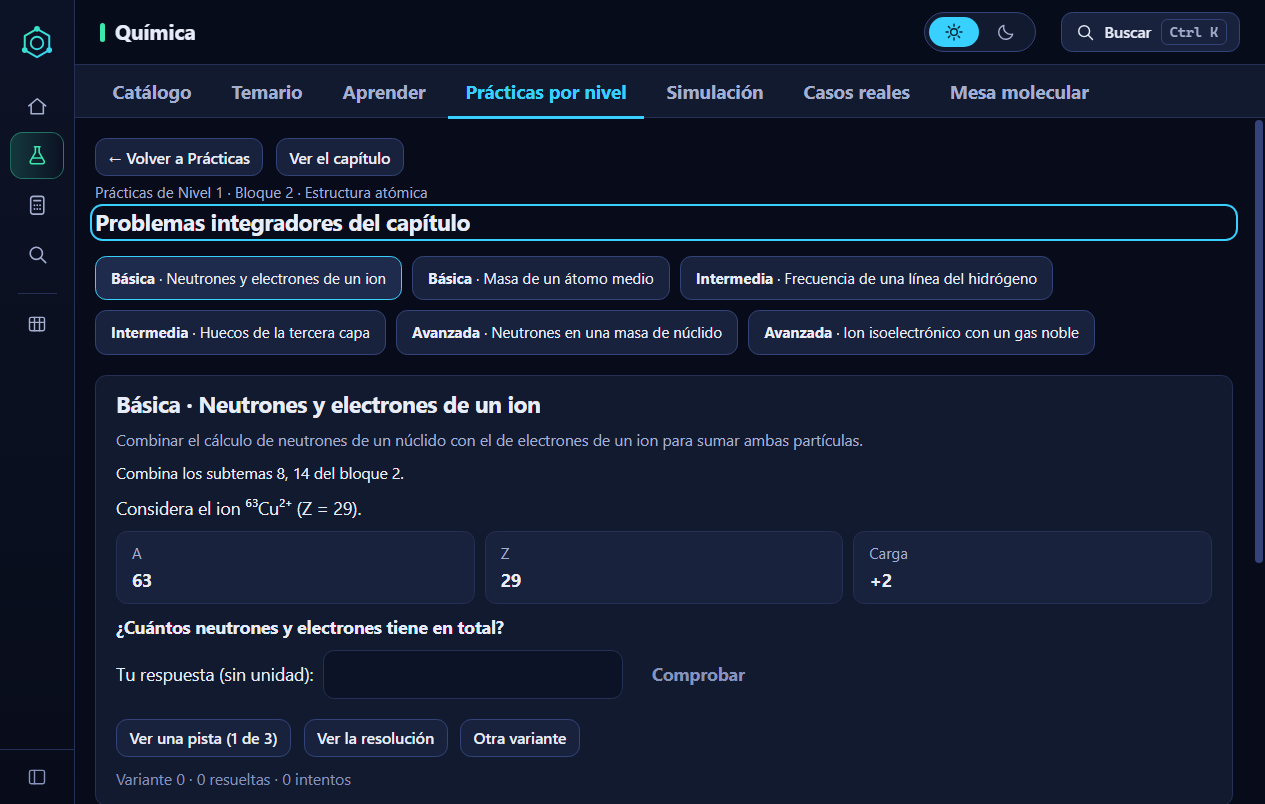 Química
Buscar Ctrl K
Catálogo Temario Aprender Prácticas por nivel Simulación Casos reales Mesa molecular
← Volver a Prácticas Ver el capítulo
Prácticas de Nivel 1 · Bloque 2 · Estructura atómica
Problemas integradores del capítulo
Básica · Neutrones y electrones de un ion Básica · Masa de un átomo medio Intermedia · Frecuencia de una línea del hidrógeno
Intermedia · Huecos de la tercera capa Avanzada · Neutrones en una masa de núclido Avanzada · Ion isoelectrónico con un gas noble
Básica · Neutrones y electrones de un ion
Combinar el cálculo de neutrones de un núclido con el de electrones de un ion para sumar ambas partículas.
Combina los subtemas 8, 14 del bloque 2.
Considera el ion ⁶³Cu²⁺ (Z = 29).
A Z Carga
63 29 +2
¿Cuántos neutrones y electrones tiene en total?
Tu respuesta (sin unidad): Comprobar
Ver una pista (1 de 3) Ver la resolución Otra variante
Variante 0 · 0 resueltas · 0 intentos